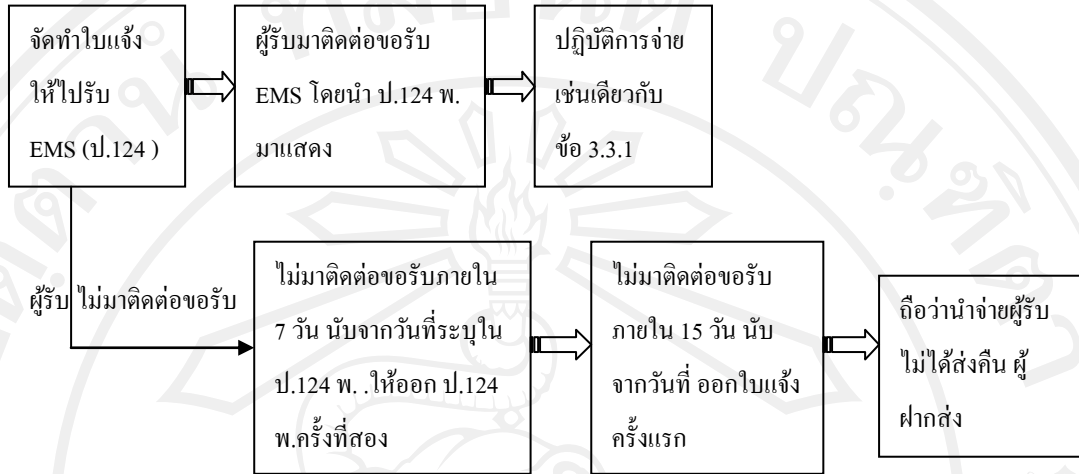 จัดทำใบแจ้ง
ให้ไปรับ
EMS (ป.124 )
ผู้รับมาติดต่อขอรับ
EMS โดยนำ ป.124 พ.
มาแสดง
ปฏิบัติการจ่าย
เช่นเดียวกับ
ข้อ 3.3.1
ผู้รับ ไม่มาติดต่อขอรับ
ไม่มาติดต่อขอรับภายใน
7 วัน นับจากวันที่ระบุใน
ป.124 พ. .ให้ออก ป.124
พ.ครั้งที่สอง
ไม่มาติดต่อขอรับ
ภายใน 15 วัน นับ
จากวันที่ ออกใบแจ้ง
ครั้งแรก
ถือว่านำจ่ายผู้รับ
ไม่ได้ส่งคืน ผู้
ฝากส่ง